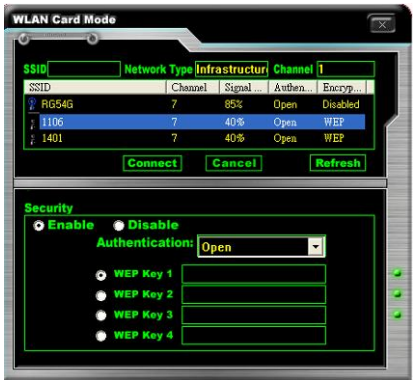 WLAN Card Mode
SSID Network Type Infrastructur Channel 1
SSID Channel Signal ... Authen... Encryp...
RG54G 7 85% Open Disabled
1106 7 40% Open WEP
1401 7 40% Open WEP
Connect Cancel Refresh
Security
Enable Disable
Authentication: Open
WEP Key 1
WEP Key 2
WEP Key 3
WEP Key 4